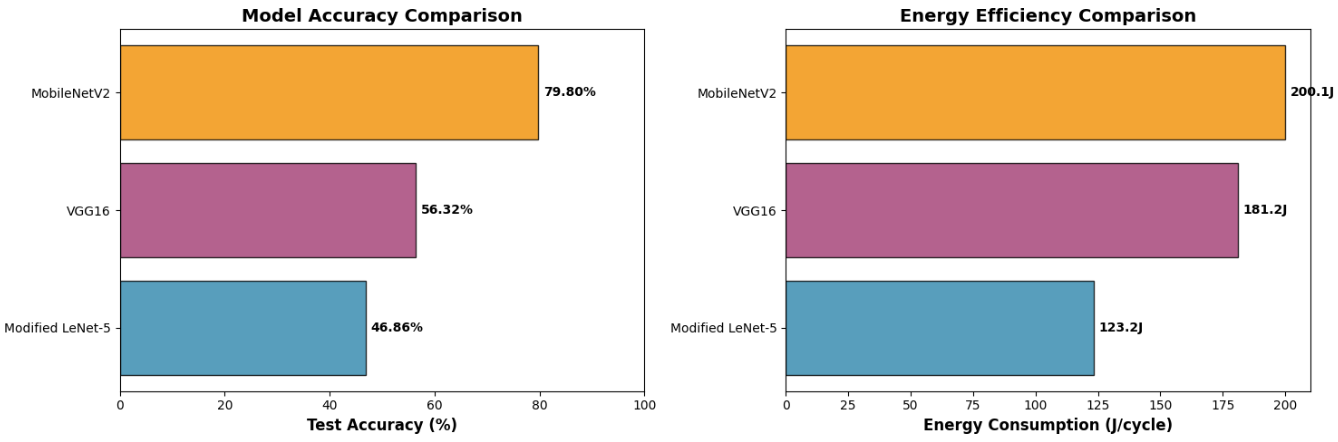 Model Accuracy Comparison
MobileNetV2
79.80%
VGG16
56.32%
Modified LeNet-5
46.86%
0 20 40 60 80 100
Test Accuracy (%)
Energy Efficiency Comparison
MobileNetV2
200.1J
VGG16
181.2J
Modified LeNet-5
123.2J
0 25 50 75 100 125 150 175 200
Energy Consumption (J/cycle)